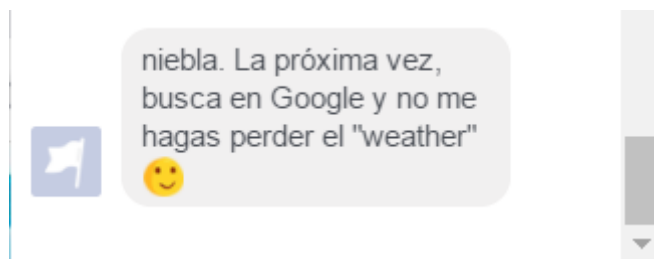 niebla. La próxima vez,
busca en Google y no me
hagas perder el "weather"